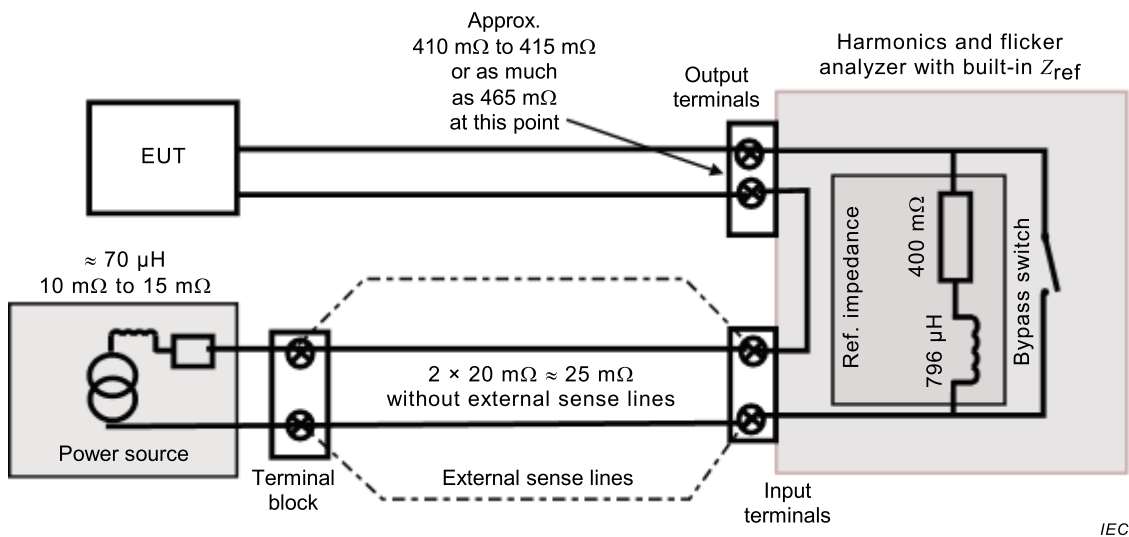 Approx.
410 mΩ to 415 mΩ
or as much
as 465 mΩ
at this point
Output
terminals
Harmonics and flicker
analyzer with built-in Zref
EUT
≈ 70 μH
10 mΩ to 15 mΩ
Ref. impedance
400 mΩ
796 μH
Bypass switch
2 × 20 mΩ ≈ 25 mΩ
without external sense lines
Power source
Terminal
block
External sense lines
Input
terminals
IEC